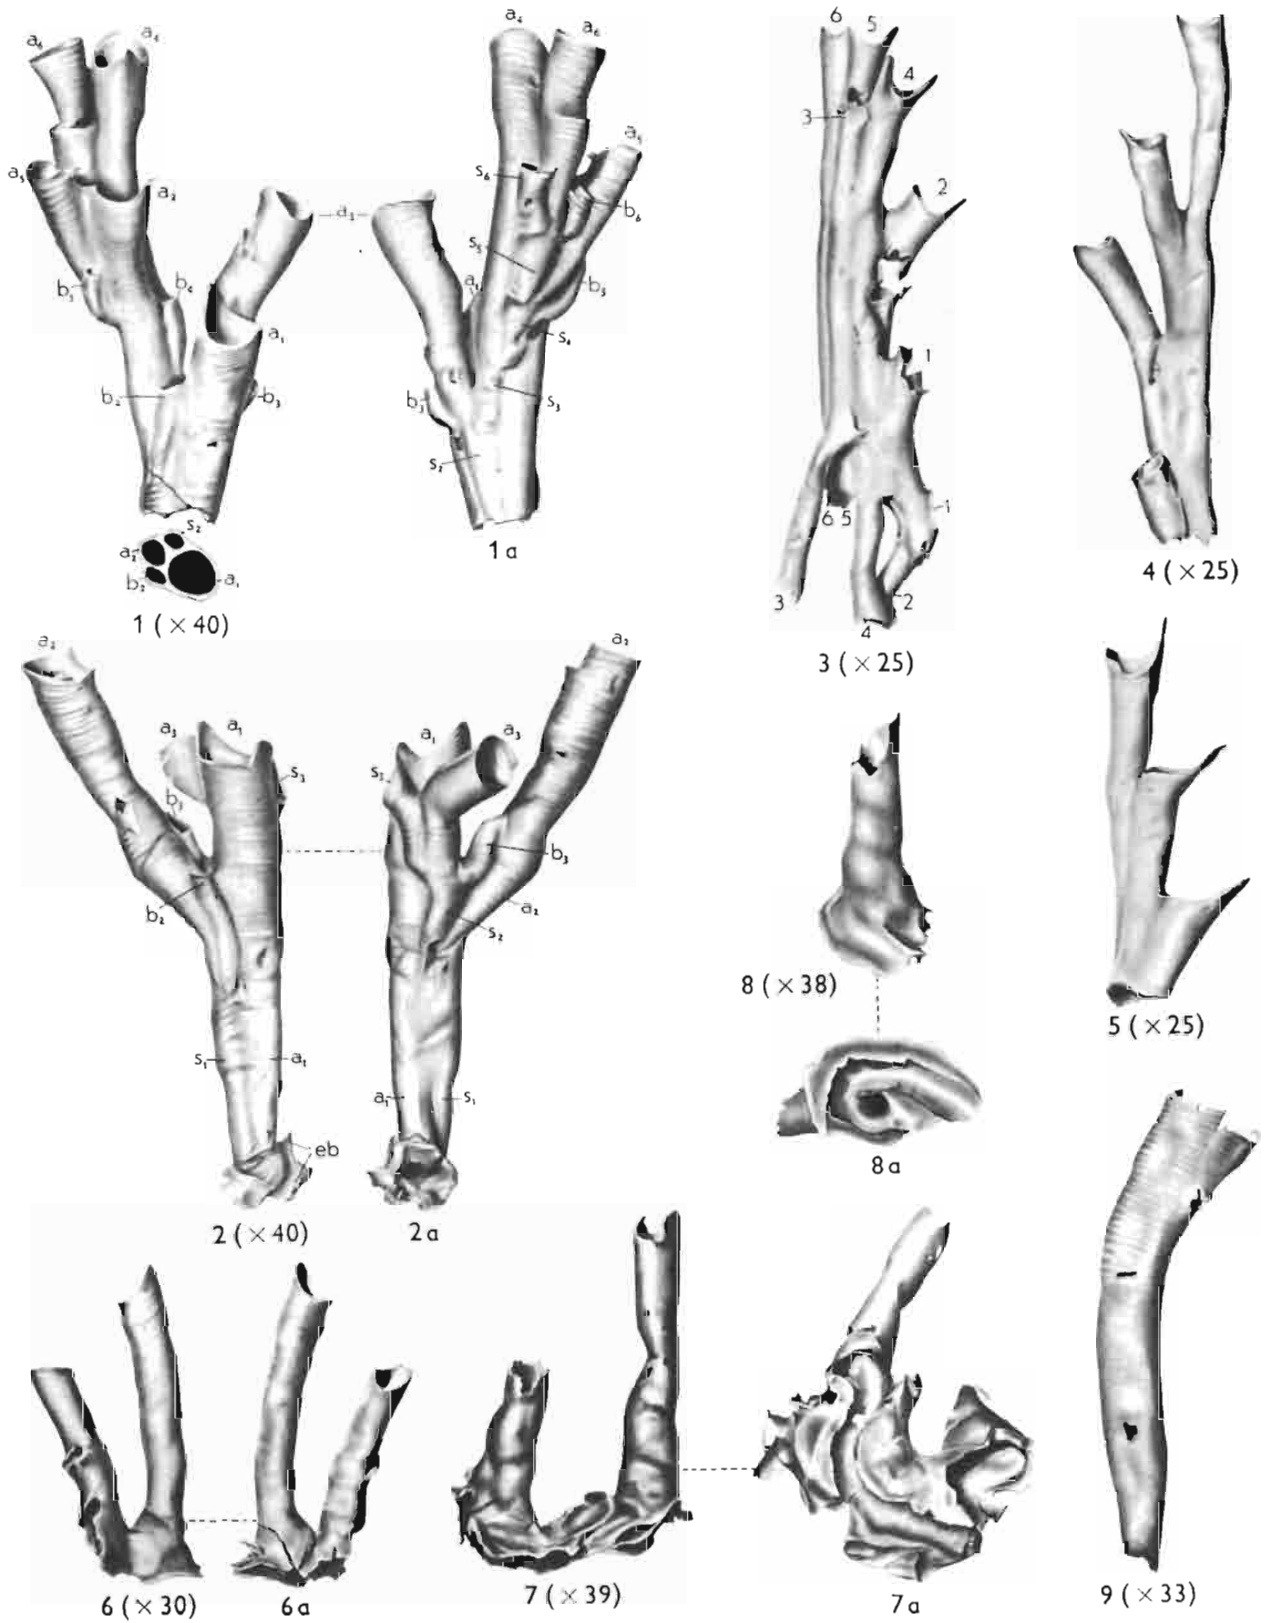 a₆ a₄
a₅ a₂
b₅ b₄
a₁
b₂ b₃
s₂
a₂
b₂ a₁
1 (×40)
a₄ a₆
a₅
s₆
b₆
a₃
s₅
a₁ b₅
s₄
b₃ s₃
s₂
1 a
6 5
4
3
2
1
6 5 1
3 2
4
3 (×25)
4 (×25)
a₂
a₃ a₁
s₃
b₃
b₂
s₁ a₁
eb
2 (×40)
a₂
a₁ a₃
s₃
b₃
a₂
s₂
a₁ s₁
2 a
8 (×38)
8 a
5 (×25)
6 (×30)
6 a
7 (×39)
7 a
9 (×33)